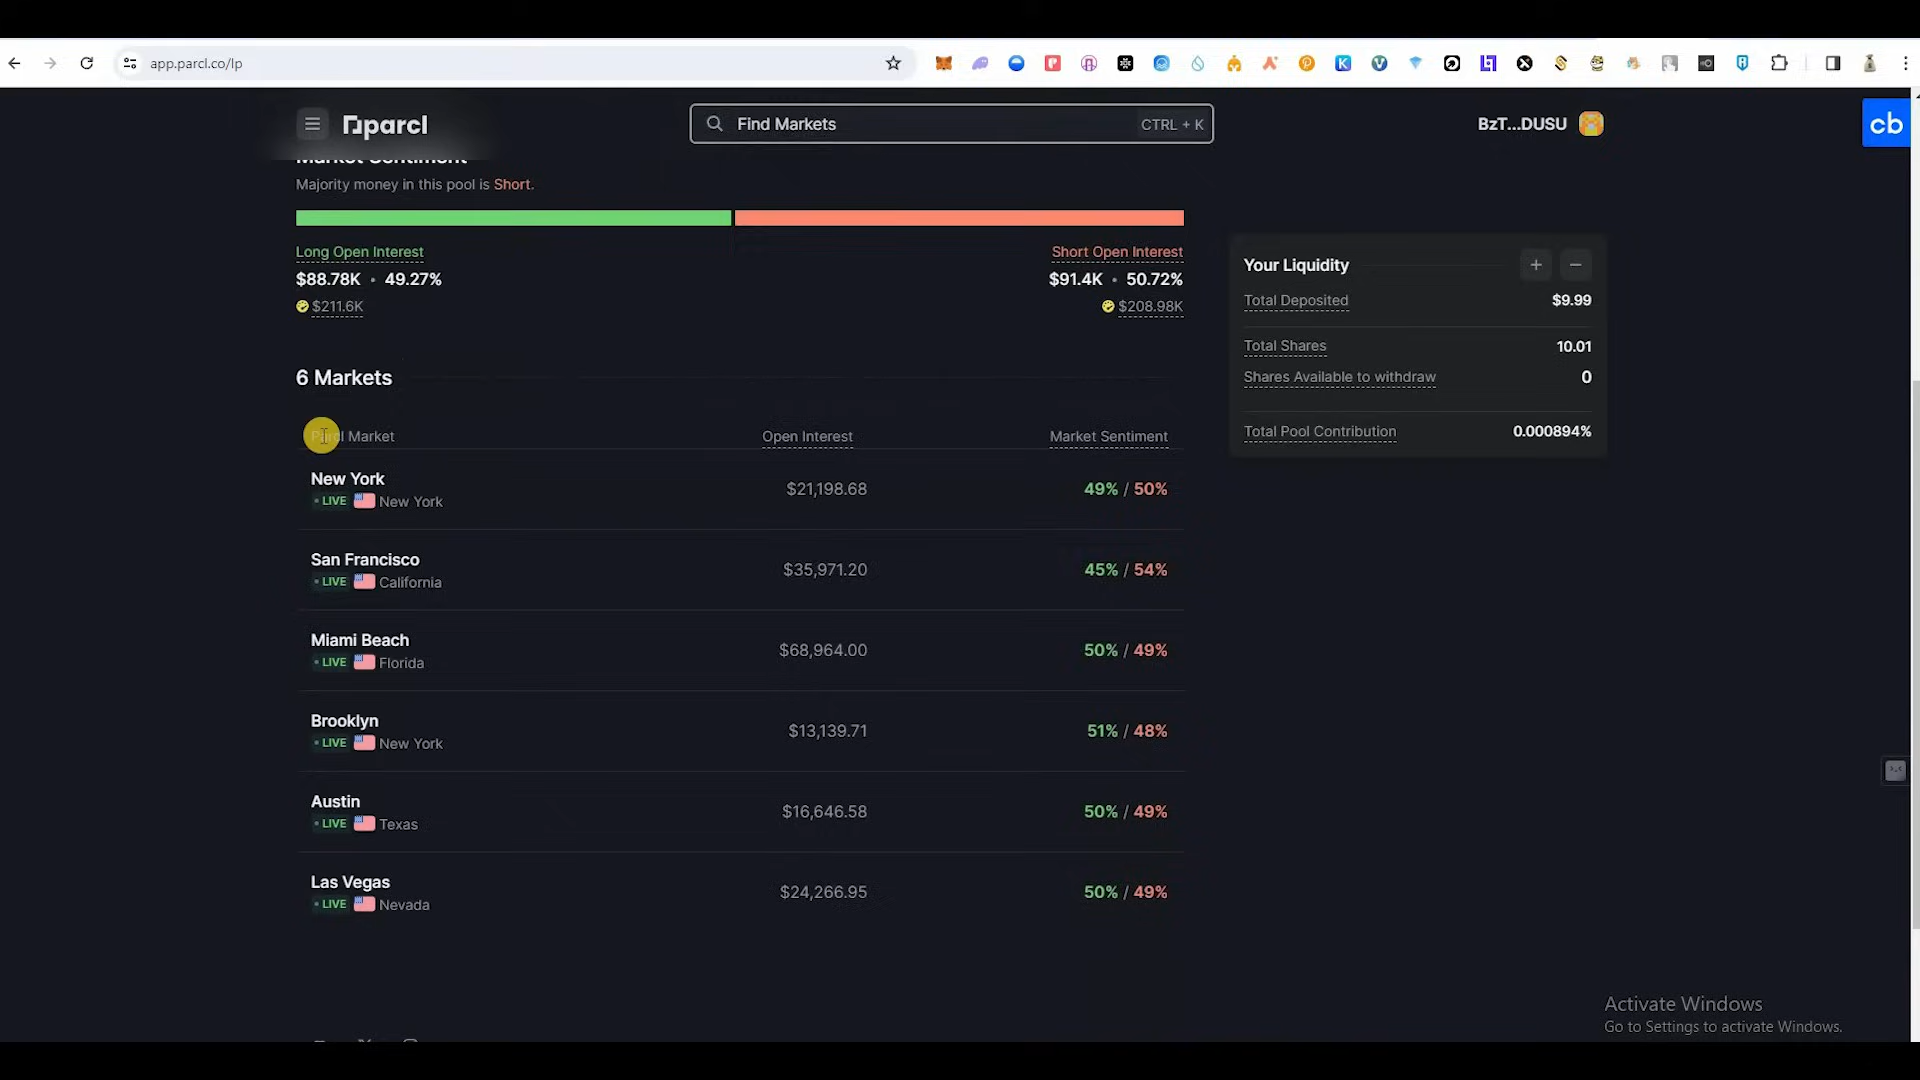 app.parcl.co/lp
parcl
Find Markets
CTRL + K
BzT...DUSU
cb
Market Sentiment
Majority money in this pool is Short.
Long Open Interest
Short Open Interest
$88.78K • 49.27%
$91.4K • 50.72%
$211.6K
$208.98K
Your Liquidity
Total Deposited
$9.99
Total Shares
10.01
Shares Available to withdraw
0
Total Pool Contribution
0.000894%
6 Markets
Parcl Market
Open Interest
Market Sentiment
New York
LIVE New York
$21,198.68
49% / 50%
San Francisco
LIVE California
$35,971.20
45% / 54%
Miami Beach
LIVE Florida
$68,964.00
50% / 49%
Brooklyn
LIVE New York
$13,139.71
51% / 48%
Austin
LIVE Texas
$16,646.58
50% / 49%
Las Vegas
LIVE Nevada
$24,266.95
50% / 49%
Activate Windows
Go to Settings to activate Windows.